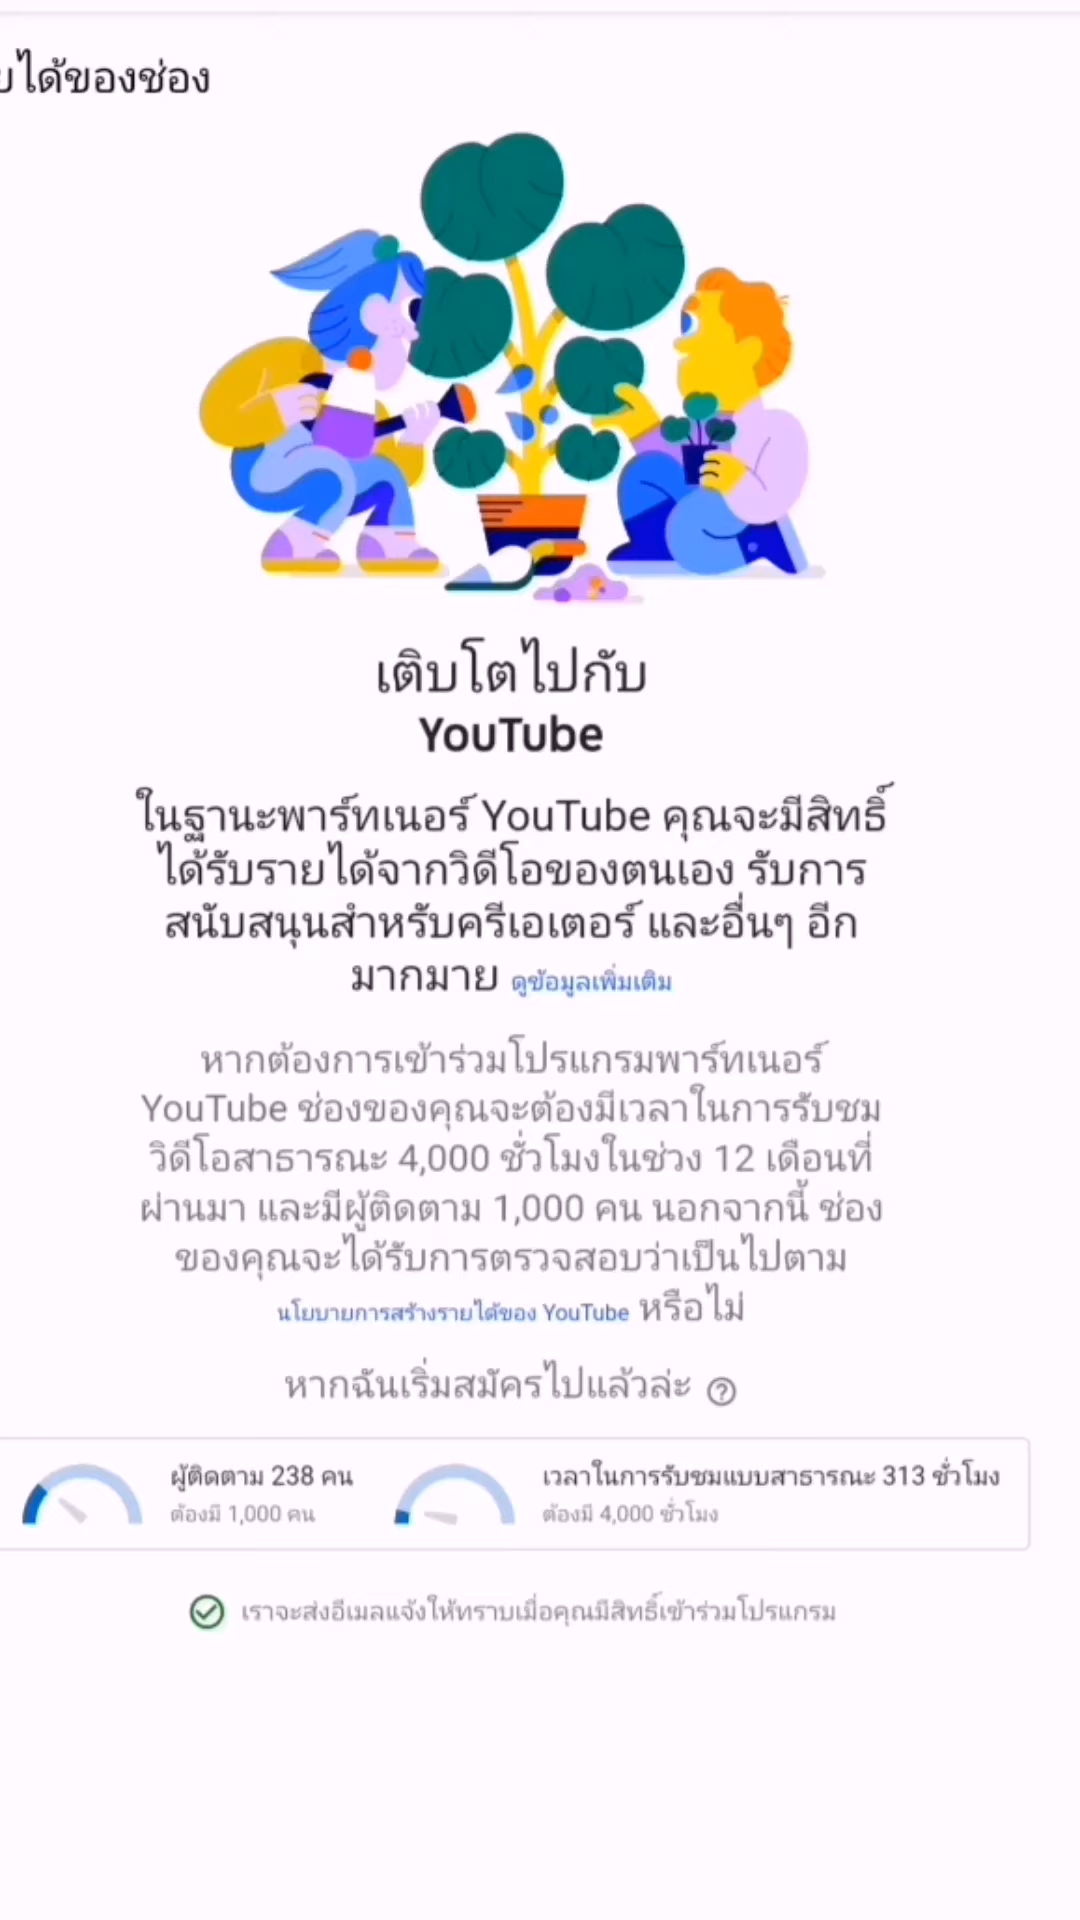 ได้ของช่อง
เติบโตไปกับ
YouTube
ในฐานะพาร์ทเนอร์ YouTube คุณจะมีสิทธิ์
ได้รับรายได้จากวิดีโอของตนเอง รับการ
สนับสนุนสำหรับครีเอเตอร์ และอื่นๆ อีก
มากมาย ดูข้อมูลเพิ่มเติม
หากต้องการเข้าร่วมโปรแกรมพาร์ทเนอร์
YouTube ช่องของคุณจะต้องมีเวลาในการรับชม
วิดีโอสาธารณะ 4,000 ชั่วโมงในช่วง 12 เดือนที่
ผ่านมา และมีผู้ติดตาม 1,000 คน นอกจากนี้ ช่อง
ของคุณจะได้รับการตรวจสอบว่าเป็นไปตาม
นโยบายการสร้างรายได้ของ YouTube หรือไม่
หากฉันเริ่มสมัครไปแล้วล่ะ
ผู้ติดตาม 238 คน
ต้องมี 1,000 คน
เวลาในการรับชมแบบสาธารณะ 313 ชั่วโมง
ต้องมี 4,000 ชั่วโมง
เราจะส่งอีเมลแจ้งให้ทราบเมื่อคุณมีสิทธิ์เข้าร่วมโปรแกรม